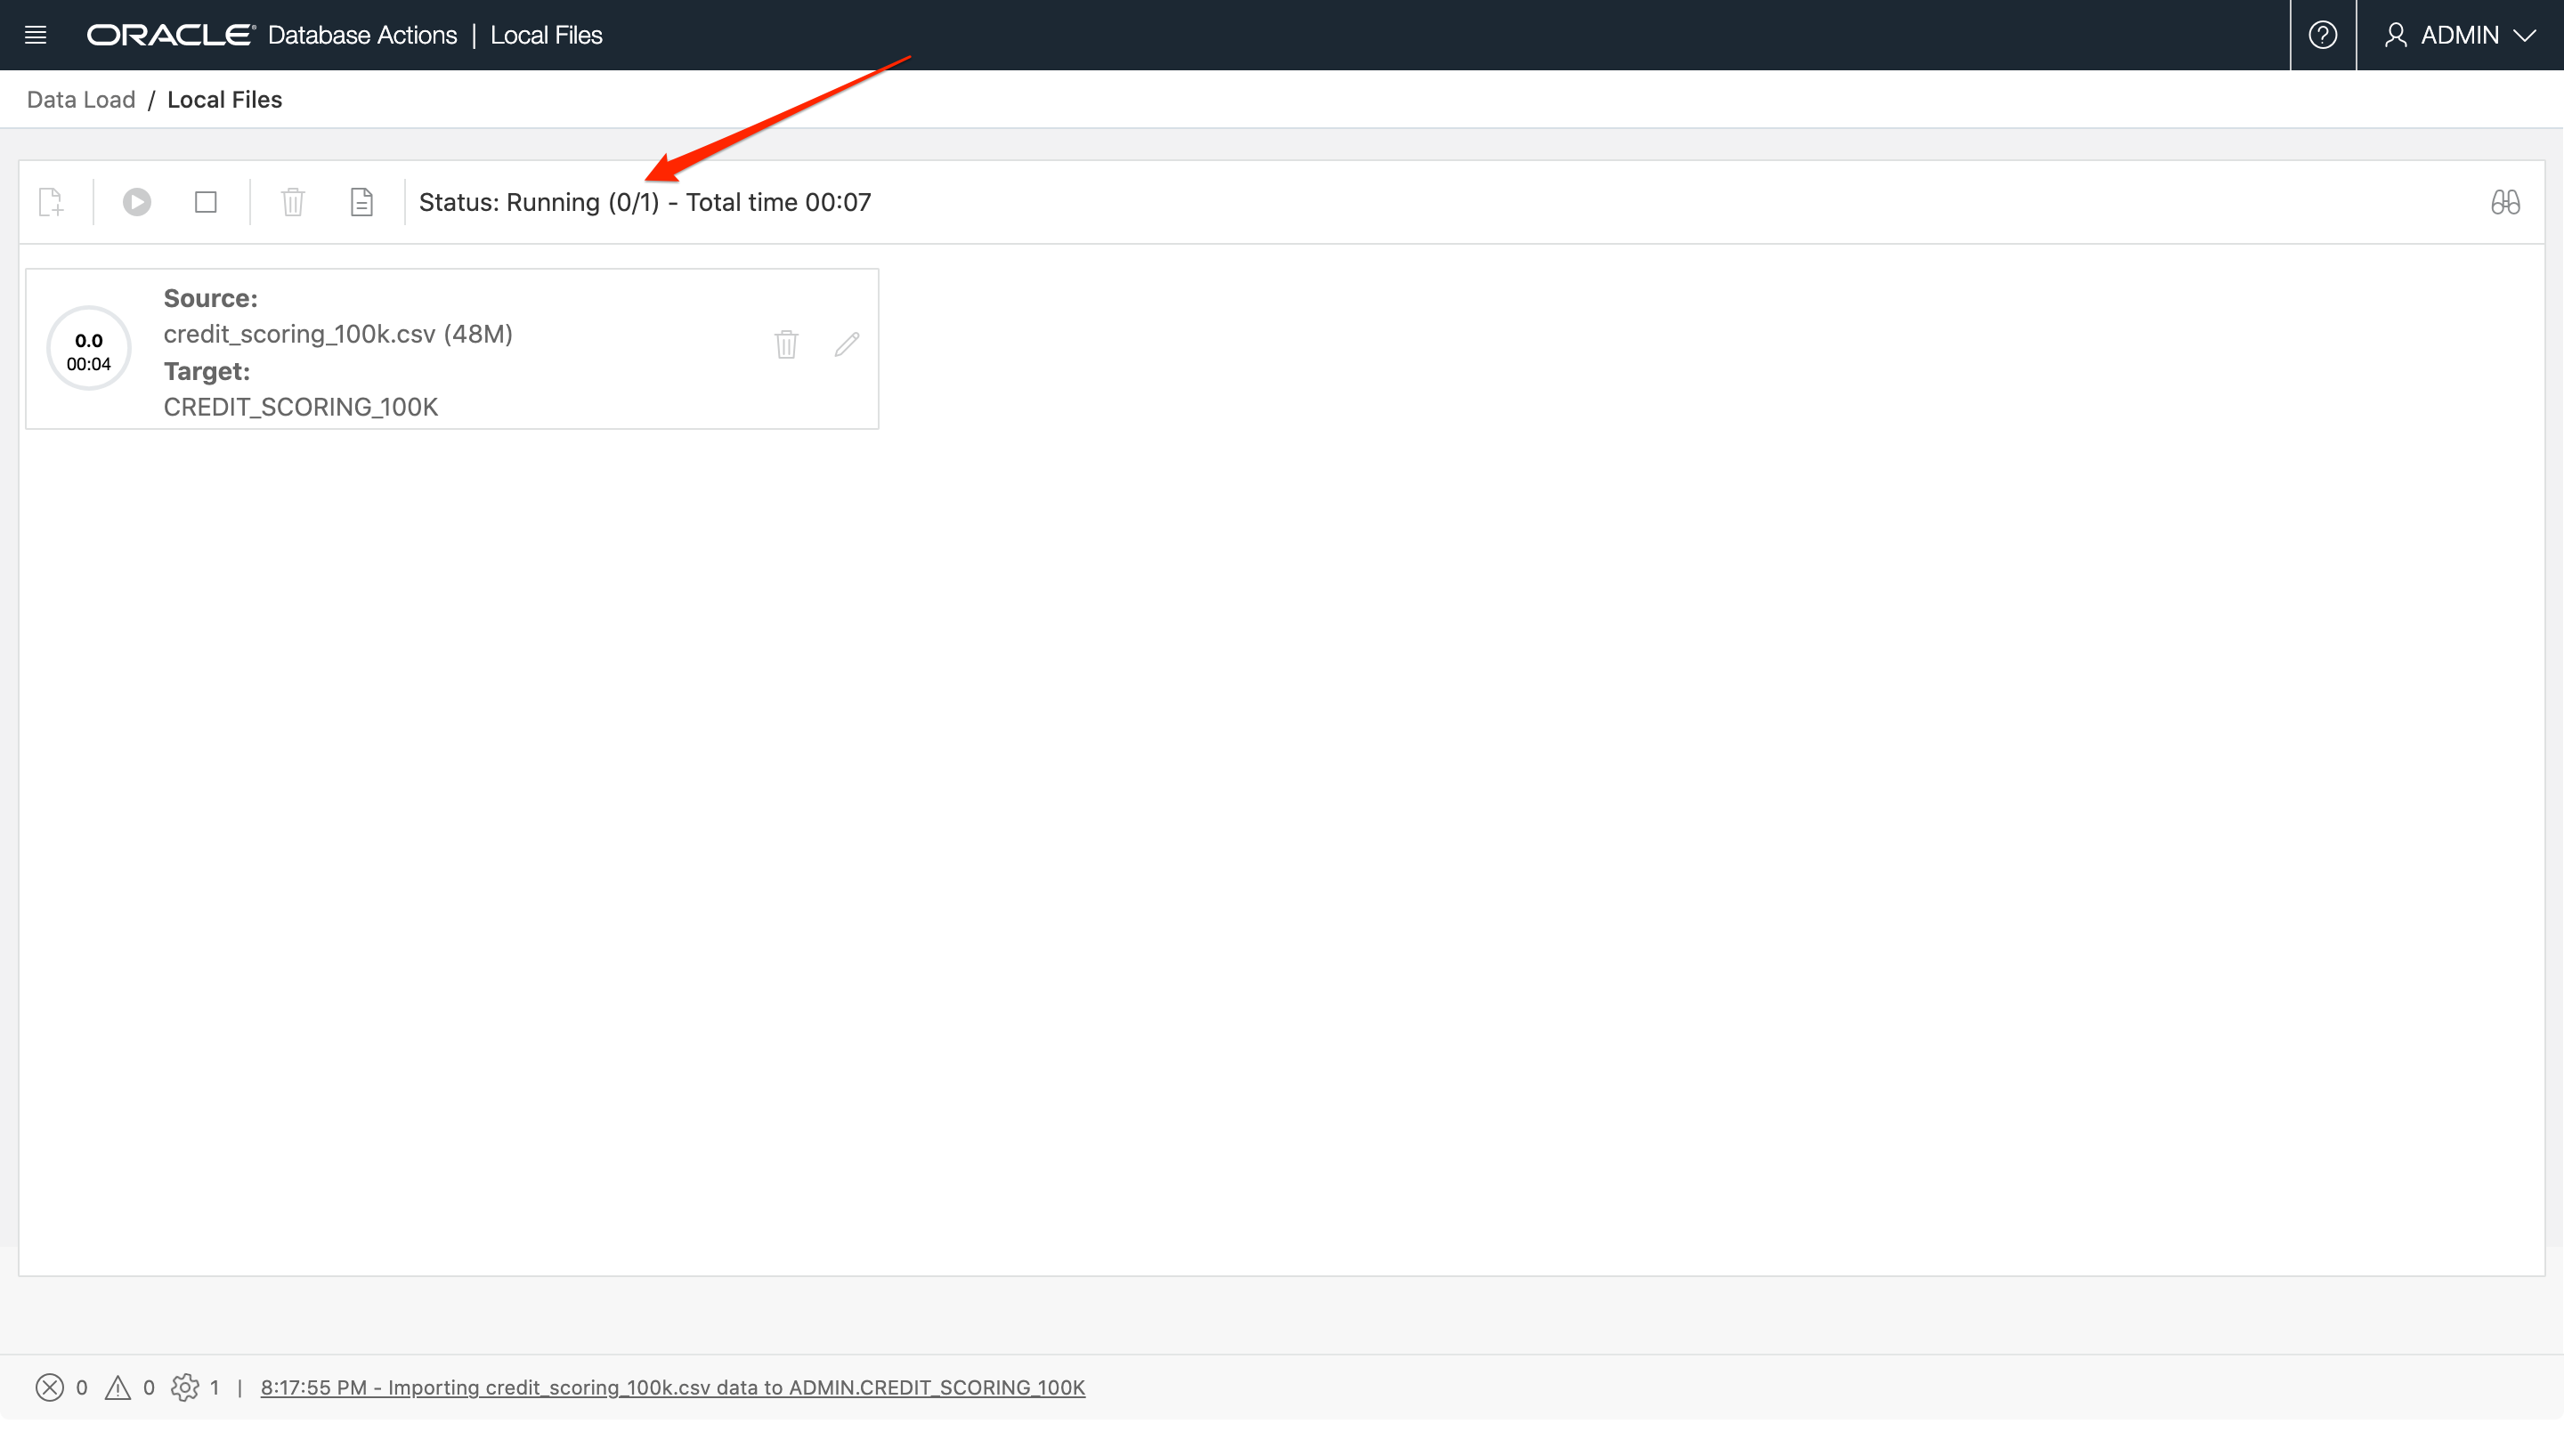 ORACLE® Database Actions | Local Files
ADMIN
Data Load / Local Files
Status: Running (0/1) - Total time 00:07
0.0
00:04
Source:
credit_scoring_100k.csv (48M)
Target:
CREDIT_SCORING_100K
0 0 1 | 8:17:55 PM - Importing credit_scoring_100k.csv data to ADMIN.CREDIT_SCORING_100K